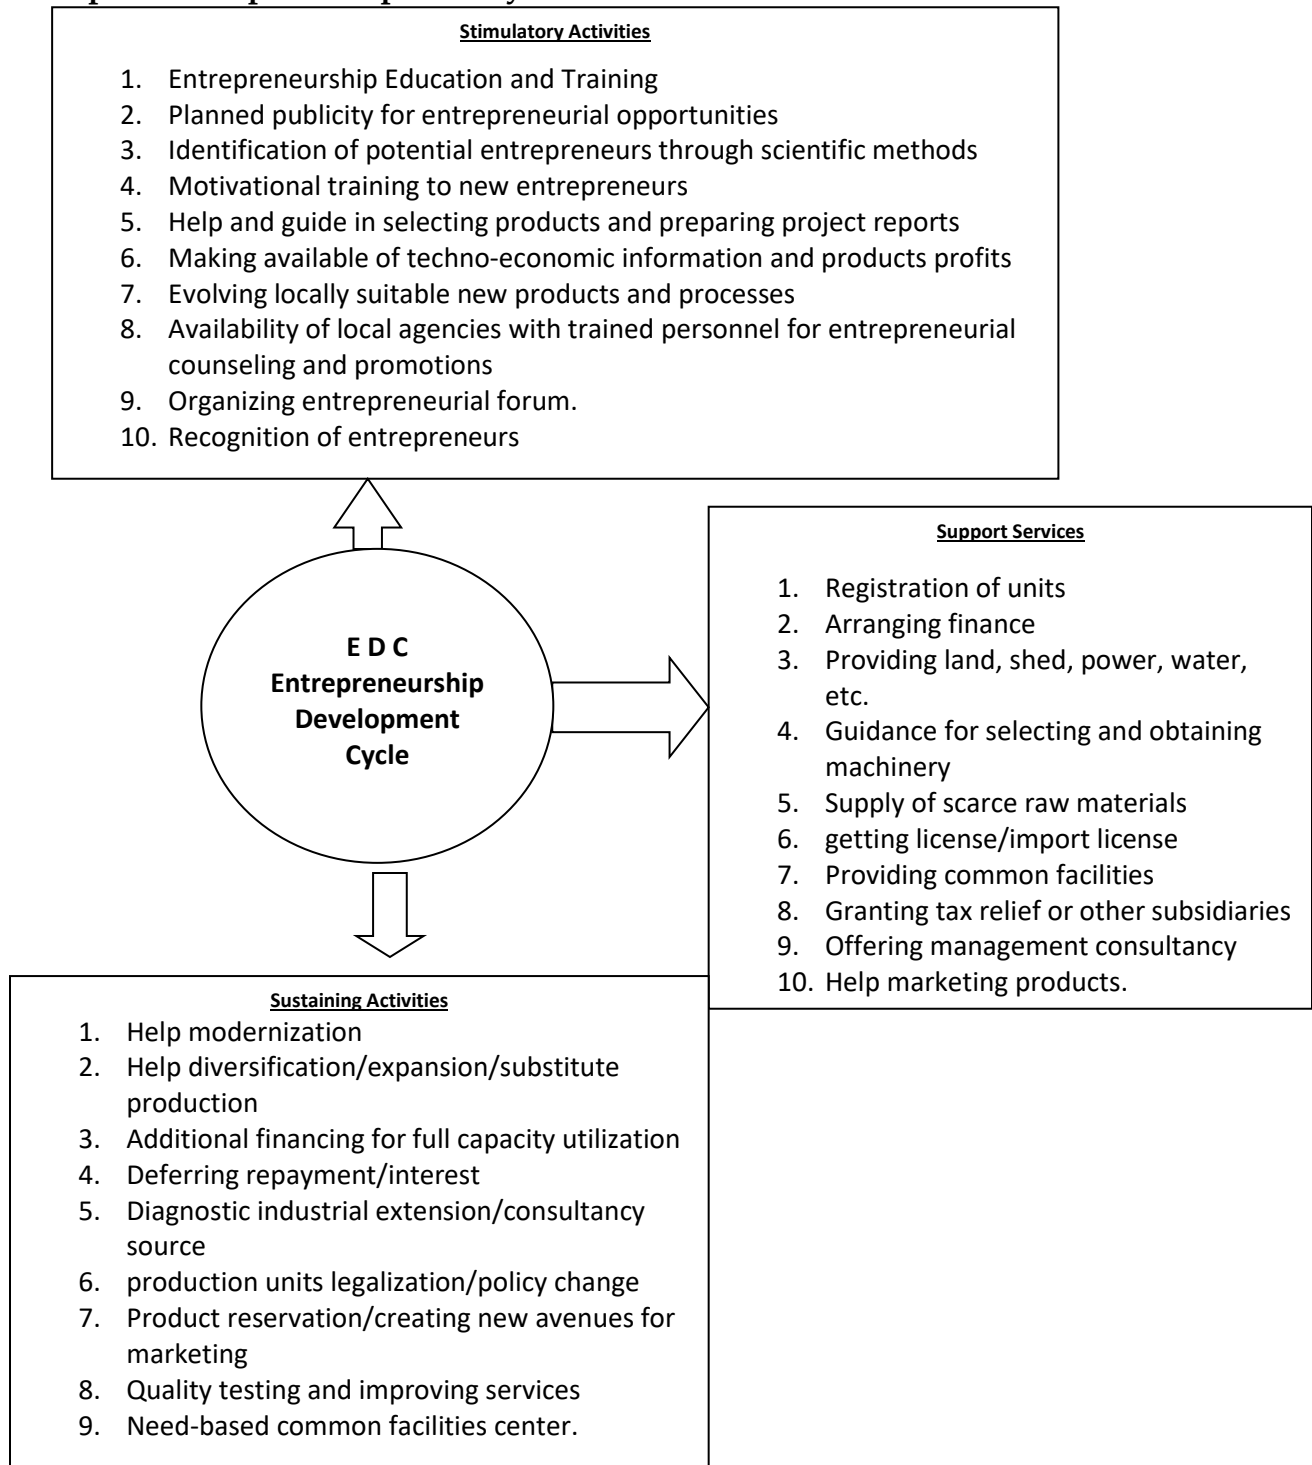 Stimulatory Activities
1. Entrepreneurship Education and Training
2. Planned publicity for entrepreneurial opportunities
3. Identification of potential entrepreneurs through scientific methods
4. Motivational training to new entrepreneurs
5. Help and guide in selecting products and preparing project reports
6. Making available of techno-economic information and products profits
7. Evolving locally suitable new products and processes
8. Availability of local agencies with trained personnel for entrepreneurial
counseling and promotions
9. Organizing entrepreneurial forum.
10. Recognition of entrepreneurs
E D C
Entrepreneurship
Development
Cycle
Support Services
1. Registration of units
2. Arranging finance
3. Providing land, shed, power, water,
etc.
4. Guidance for selecting and obtaining
machinery
5. Supply of scarce raw materials
6. getting license/import license
7. Providing common facilities
8. Granting tax relief or other subsidiaries
9. Offering management consultancy
10. Help marketing products.
Sustaining Activities
1. Help modernization
2. Help diversification/expansion/substitute
production
3. Additional financing for full capacity utilization
4. Deferring repayment/interest
5. Diagnostic industrial extension/consultancy
source
6. production units legalization/policy change
7. Product reservation/creating new avenues for
marketing
8. Quality testing and improving services
9. Need-based common facilities center.